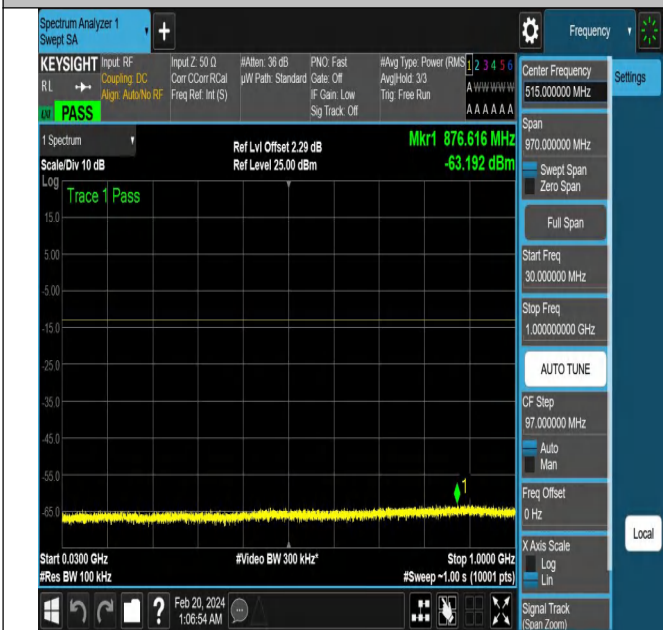 Spectrum Analyzer 1
Swept SA
+
Frequency
KEYSIGHT
RL
LNI PASS
Input: RF
Coupling: DC
Align: Auto/No RF
Input Z: 50 Ω
Corr CCorr RCal
Freq Ref: Int (S)
#Atten: 36 dB
µW Path: Standard
PNO: Fast
Gate: Off
IF Gain: Low
Sig Track: Off
#Avg Type: Power (RMS
Avg|Hold: 3/3
Trig: Free Run
1 2 3 4 5 6
A W W W W W
A A A A A A
1 Spectrum
Scale/Div 10 dB
Ref Lvl Offset 2.29 dB
Ref Level 25.00 dBm
Mkr1 876.616 MHz
-63.192 dBm
Log
Trace 1 Pass
15.0
5.00
-5.00
-15.0
-25.0
-35.0
-45.0
-55.0
-65.0
1
Start 0.0300 GHz
#Res BW 100 kHz
#Video BW 300 kHz*
Stop 1.0000 GHz
#Sweep ~1.00 s (10001 pts)
Center Frequency
515.000000 MHz
Span
970.000000 MHz
Swept Span
Zero Span
Full Span
Start Freq
30.000000 MHz
Stop Freq
1.000000000 GHz
AUTO TUNE
CF Step
97.000000 MHz
Auto
Man
Freq Offset
0 Hz
X Axis Scale
Log
Lin
Signal Track
(Span Zoom)
Settings
Local
?
Feb 20, 2024
1:06:54 AM